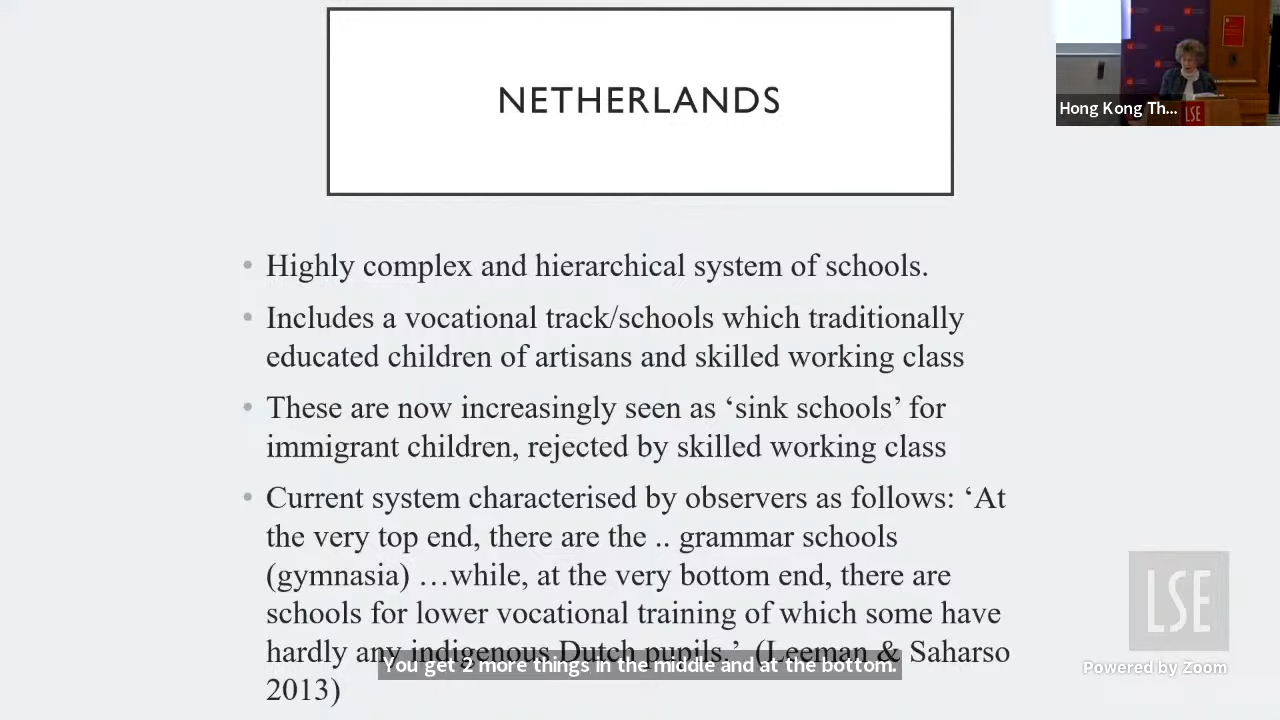 NETHERLANDS
Hong Kong Th...
LSE
• Highly complex and hierarchical system of schools.
• Includes a vocational track/schools which traditionally
educated children of artisans and skilled working class
• These are now increasingly seen as ‘sink schools’ for
immigrant children, rejected by skilled working class
• Current system characterised by observers as follows: ‘At
the very top end, there are the .. grammar schools
(gymnasia) …while, at the very bottom end, there are
schools for lower vocational training of which some have
hardly any indigenous Dutch pupils.’ (Leeman & Saharso
2013)
You get 2 more things in the middle and at the bottom.
LSE
Powered by Zoom